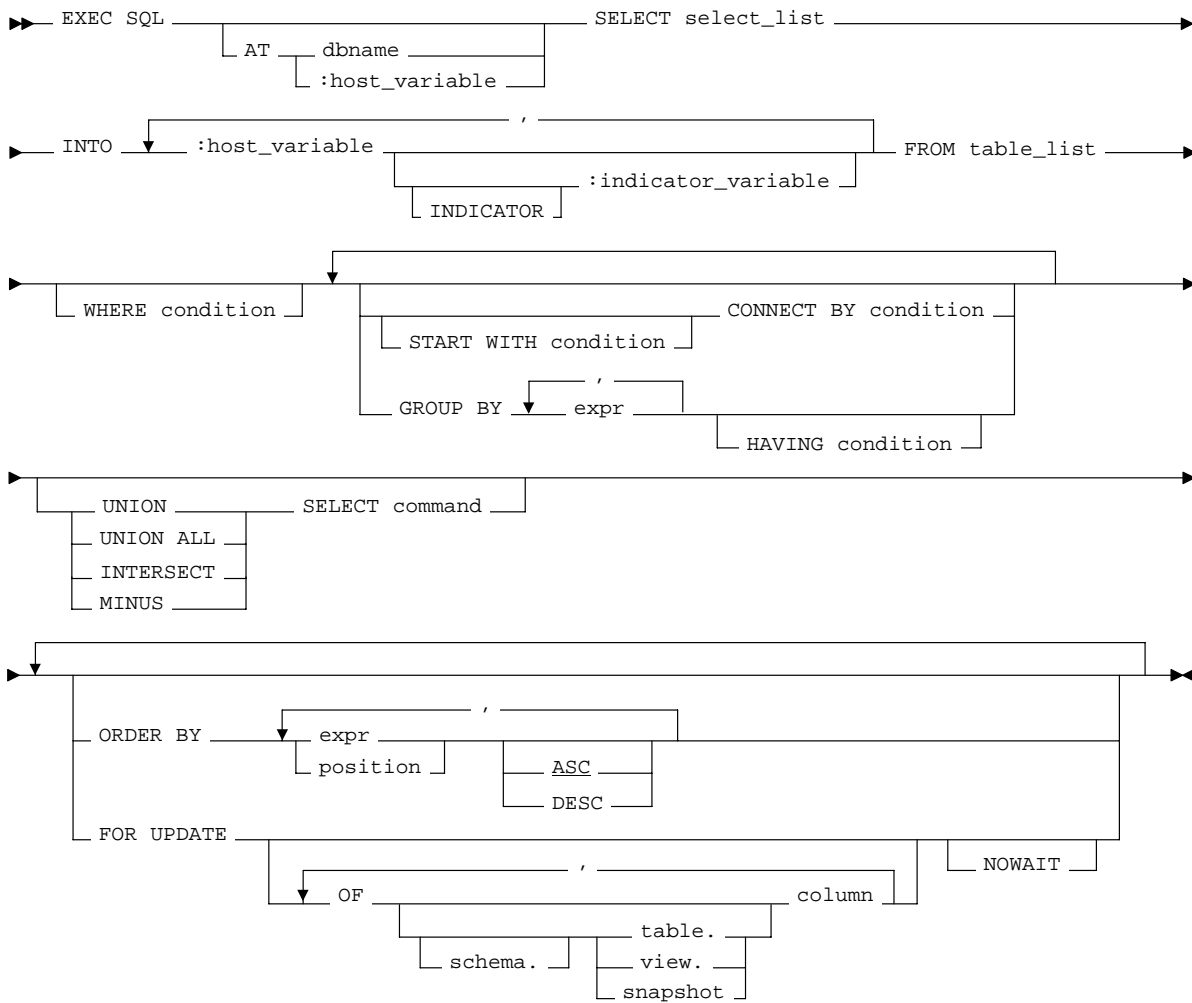 EXEC SQL SELECT select_list
AT dbname
:host_variable
,
INTO :host_variable FROM table_list
:indicator_variable
INDICATOR
WHERE condition CONNECT BY condition
START WITH condition
,
GROUP BY expr
HAVING condition
UNION SELECT command
UNION ALL
INTERSECT
MINUS
,
ORDER BY expr
position ASC
DESC
FOR UPDATE
NOWAIT
,
OF column
table.
schema. view.
snapshot